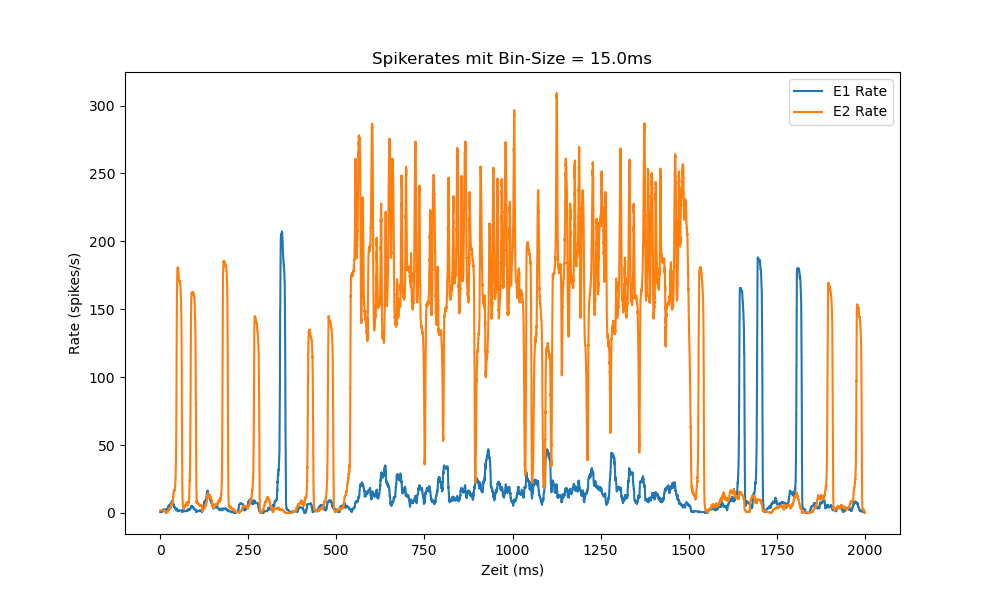 Spikerates mit Bin-Size = 15.0ms
E1 Rate
E2 Rate
Rate (spikes/s)
300
250
200
150
100
50
0
0 250 500 750 1000 1250 1500 1750 2000
Zeit (ms)